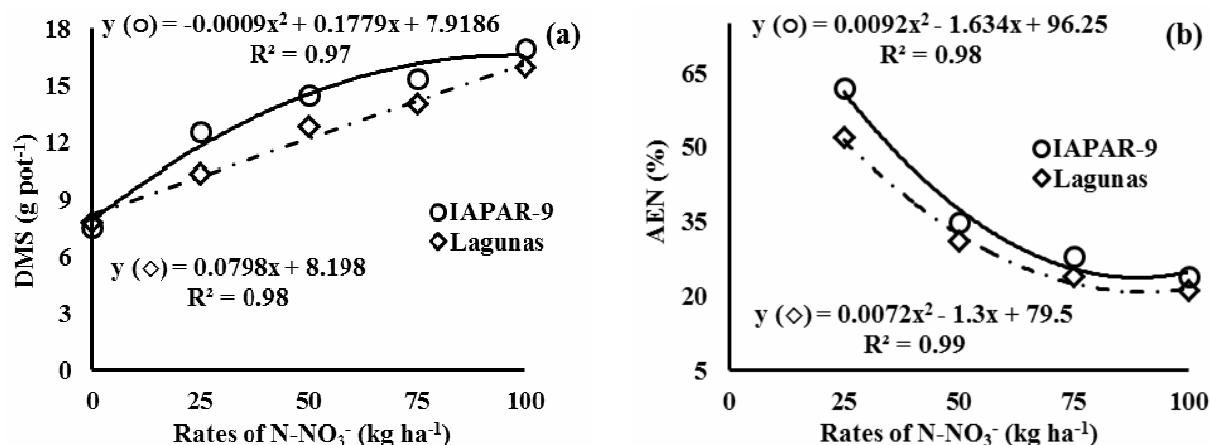 y (○) = -0.0009x² + 0.1779x + 7.9186
R² = 0.97
(a)
18
15
12
9
6
3
0
DMS (g pot⁻¹)
○IAPAR-9
◇Lagunas
y (◇) = 0.0798x + 8.198
R² = 0.98
0 25 50 75 100
Rates of N-NO₃⁻ (kg ha⁻¹)
y (○) = 0.0092x² - 1.634x + 96.25
R² = 0.98
(b)
65
50
35
20
5
AEN (%)
○IAPAR-9
◇Lagunas
y (◇) = 0.0072x² - 1.3x + 79.5
R² = 0.99
0 25 50 75 100
Rates of N-NO₃⁻ (kg ha⁻¹)